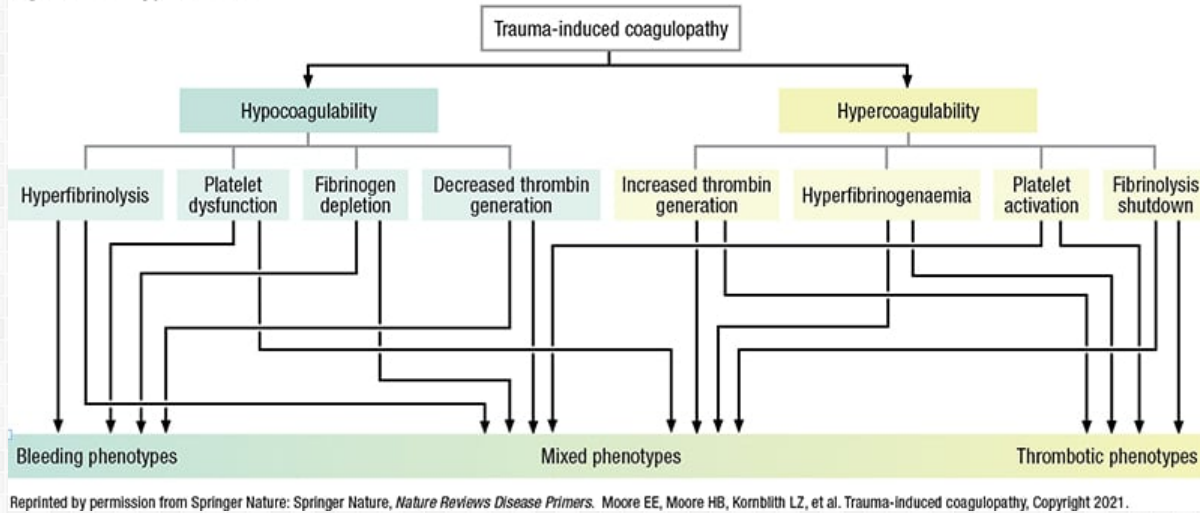 Trauma-induced coagulopathy
Hypocoagulability
Hypercoagulability
Hyperfibrinolysis
Platelet
dysfunction
Fibrinogen
depletion
Decreased thrombin
generation
Increased thrombin
generation
Hyperfibrinogenaemia
Platelet
activation
Fibrinolysis
shutdown
Bleeding phenotypes
Mixed phenotypes
Thrombotic phenotypes
Reprinted by permission from Springer Nature: Springer Nature, Nature Reviews Disease Primers. Moore EE, Moore HB, Kornblith LZ, et al. Trauma-induced coagulopathy, Copyright 2021.